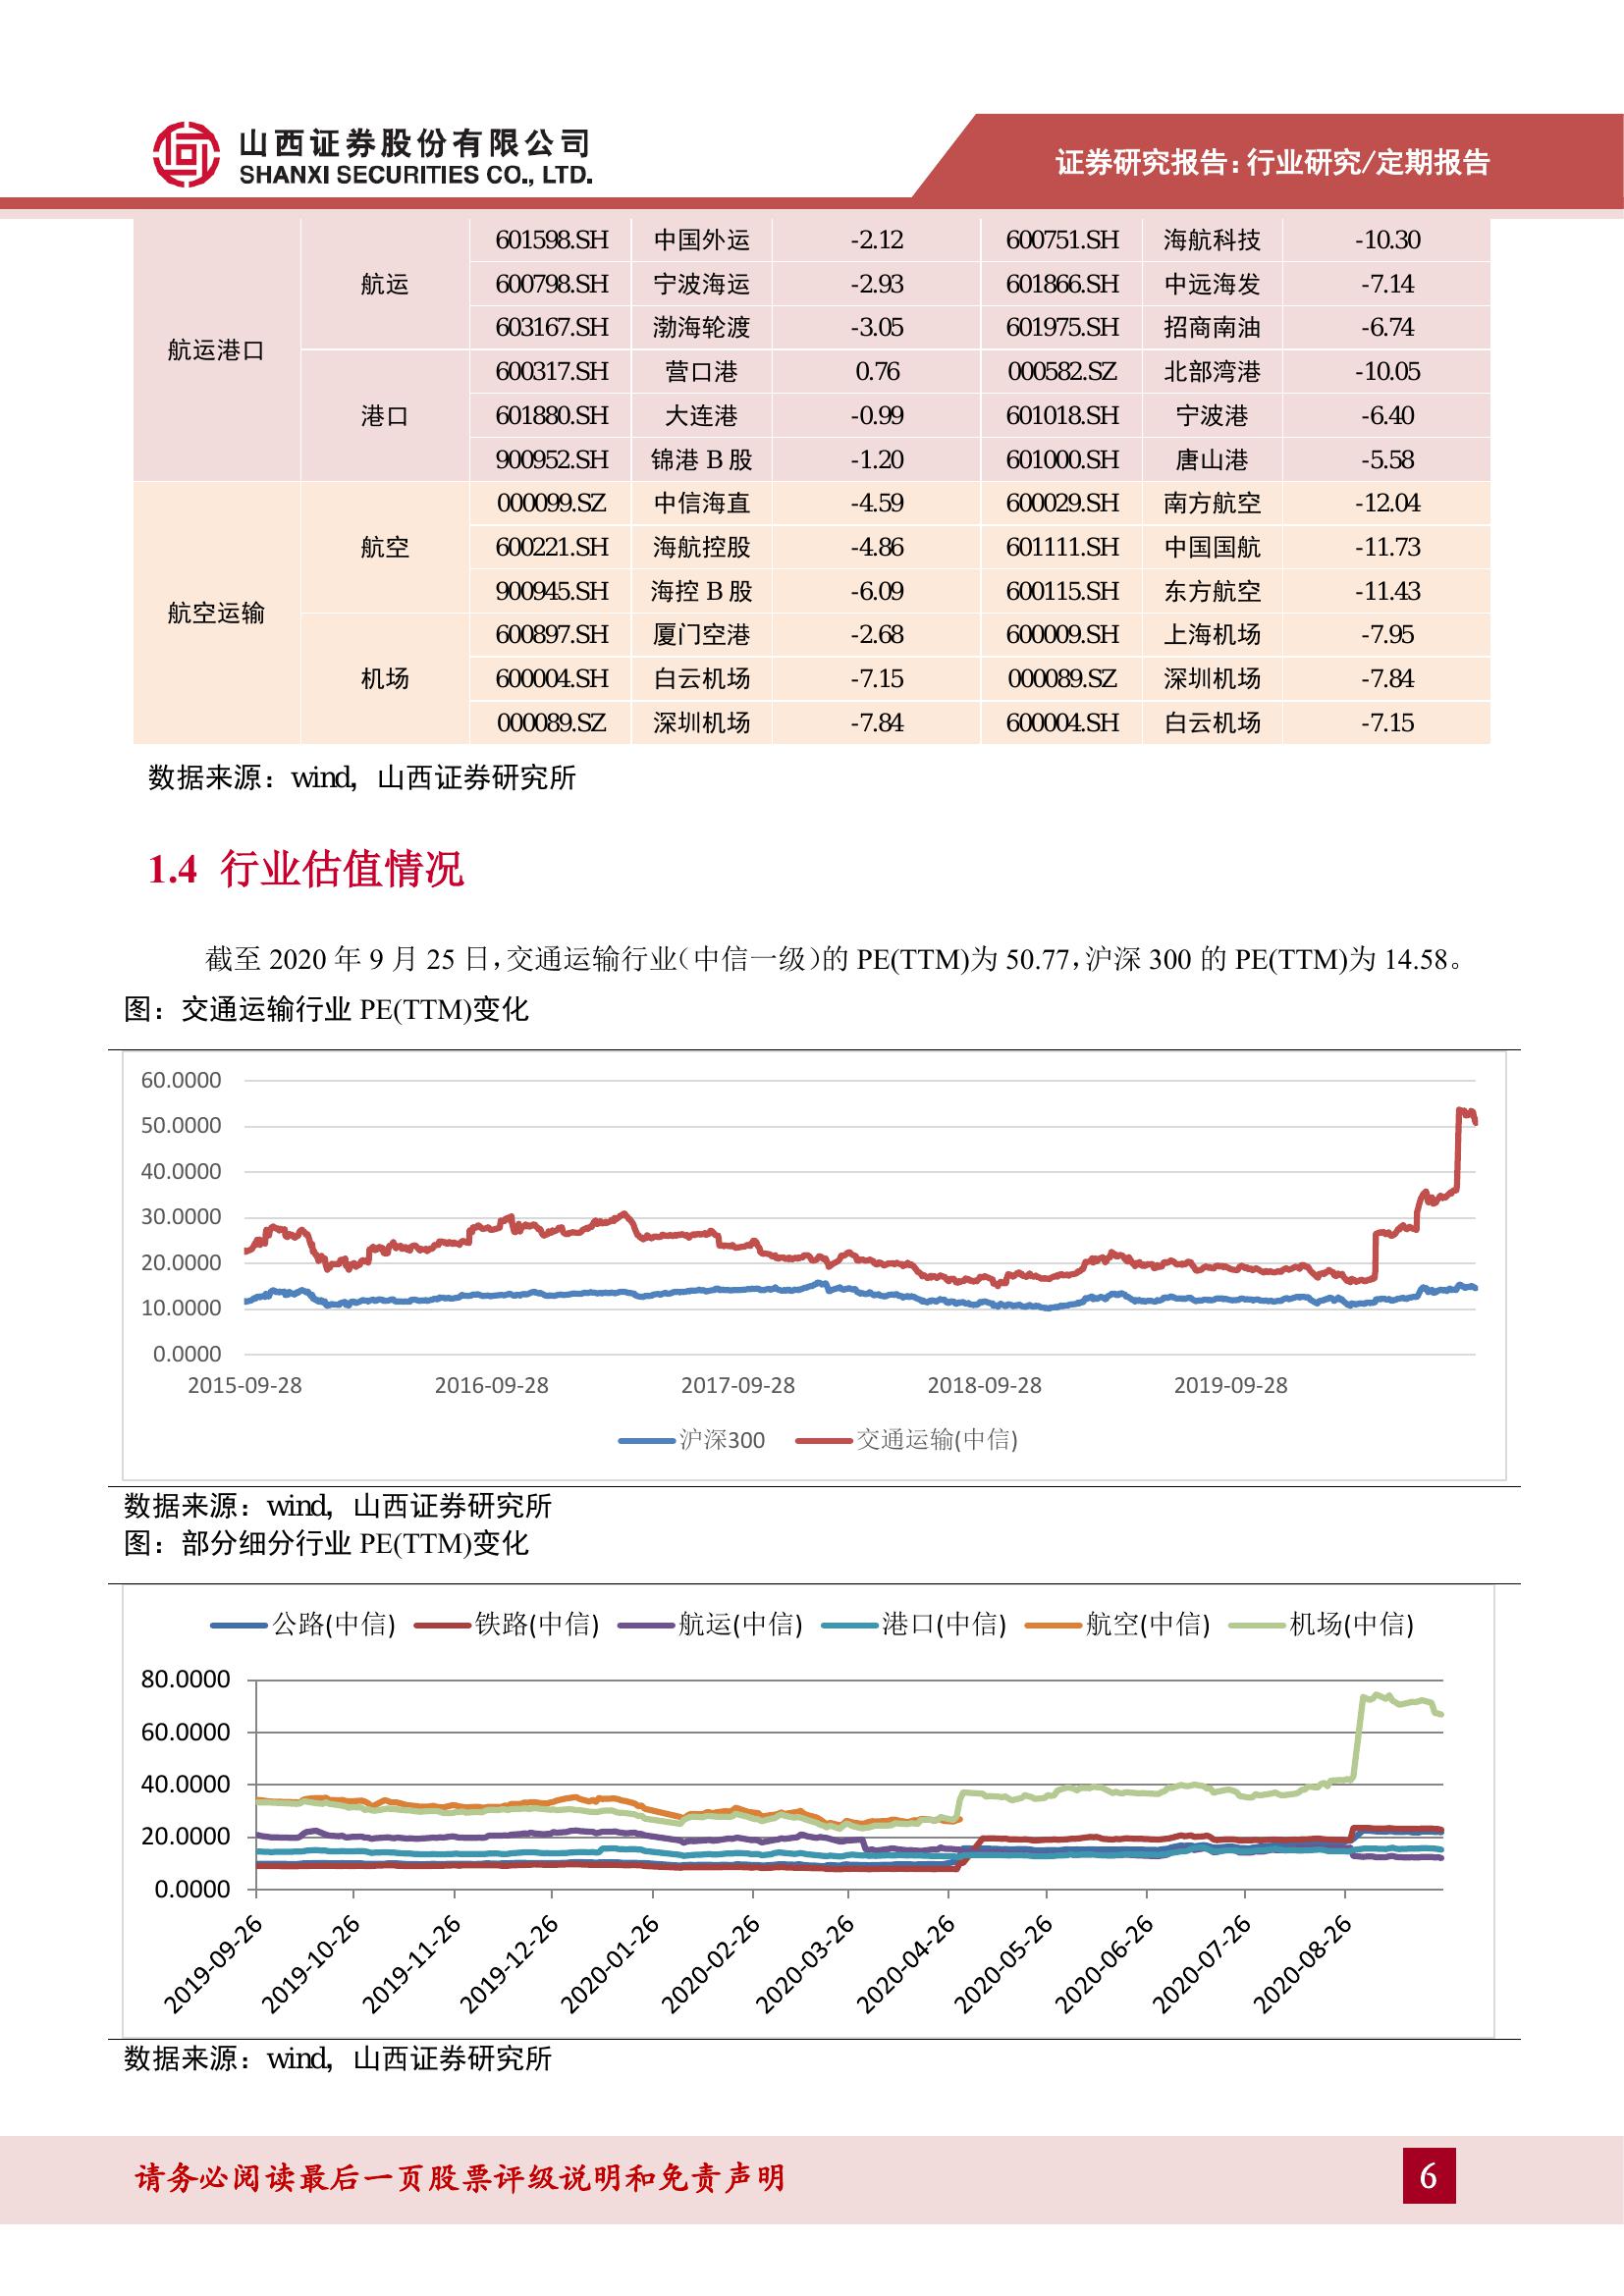 山西证券股份有限公司
SHANXI SECURITIES CO., LTD.
证券研究报告:行业研究/定期报告
航运港口 航运 601598.SH 中国外运 -2.12 600751.SH 海航科技 -10.30
600798.SH 宁波海运 -2.93 601866.SH 中远海发 -7.14
603167.SH 渤海轮渡 -3.05 601975.SH 招商南油 -6.74
港口 600317.SH 营口港 0.76 000582.SZ 北部湾港 -10.05
601880.SH 大连港 -0.99 601018.SH 宁波港 -6.40
900952.SH 锦港 B 股 -1.20 601000.SH 唐山港 -5.58
航空运输 航空 000099.SZ 中信海直 -4.59 600029.SH 南方航空 -12.04
600221.SH 海航控股 -4.86 601111.SH 中国国航 -11.73
900945.SH 海控 B 股 -6.09 600115.SH 东方航空 -11.43
机场 600897.SH 厦门空港 -2.68 600009.SH 上海机场 -7.95
600004.SH 白云机场 -7.15 000089.SZ 深圳机场 -7.84
000089.SZ 深圳机场 -7.84 600004.SH 白云机场 -7.15
数据来源：wind，山西证券研究所
1.4 行业估值情况
截至 2020 年 9 月 25 日，交通运输行业（中信一级）的 PE(TTM)为 50.77，沪深 300 的 PE(TTM)为 14.58。
图：交通运输行业 PE(TTM)变化
60.0000
50.0000
40.0000
30.0000
20.0000
10.0000
0.0000
2015-09-28 2016-09-28 2017-09-28 2018-09-28 2019-09-28
沪深300 交通运输(中信)
数据来源：wind，山西证券研究所
图：部分细分行业 PE(TTM)变化
公路(中信) 铁路(中信) 航运(中信) 港口(中信) 航空(中信) 机场(中信)
80.0000
60.0000
40.0000
20.0000
0.0000
2019-09-26 2019-10-26 2019-11-26 2019-12-26 2020-01-26 2020-02-26 2020-03-26 2020-04-26 2020-05-26 2020-06-26 2020-07-26 2020-08-26
数据来源：wind，山西证券研究所
请务必阅读最后一页股票评级说明和免责声明
6